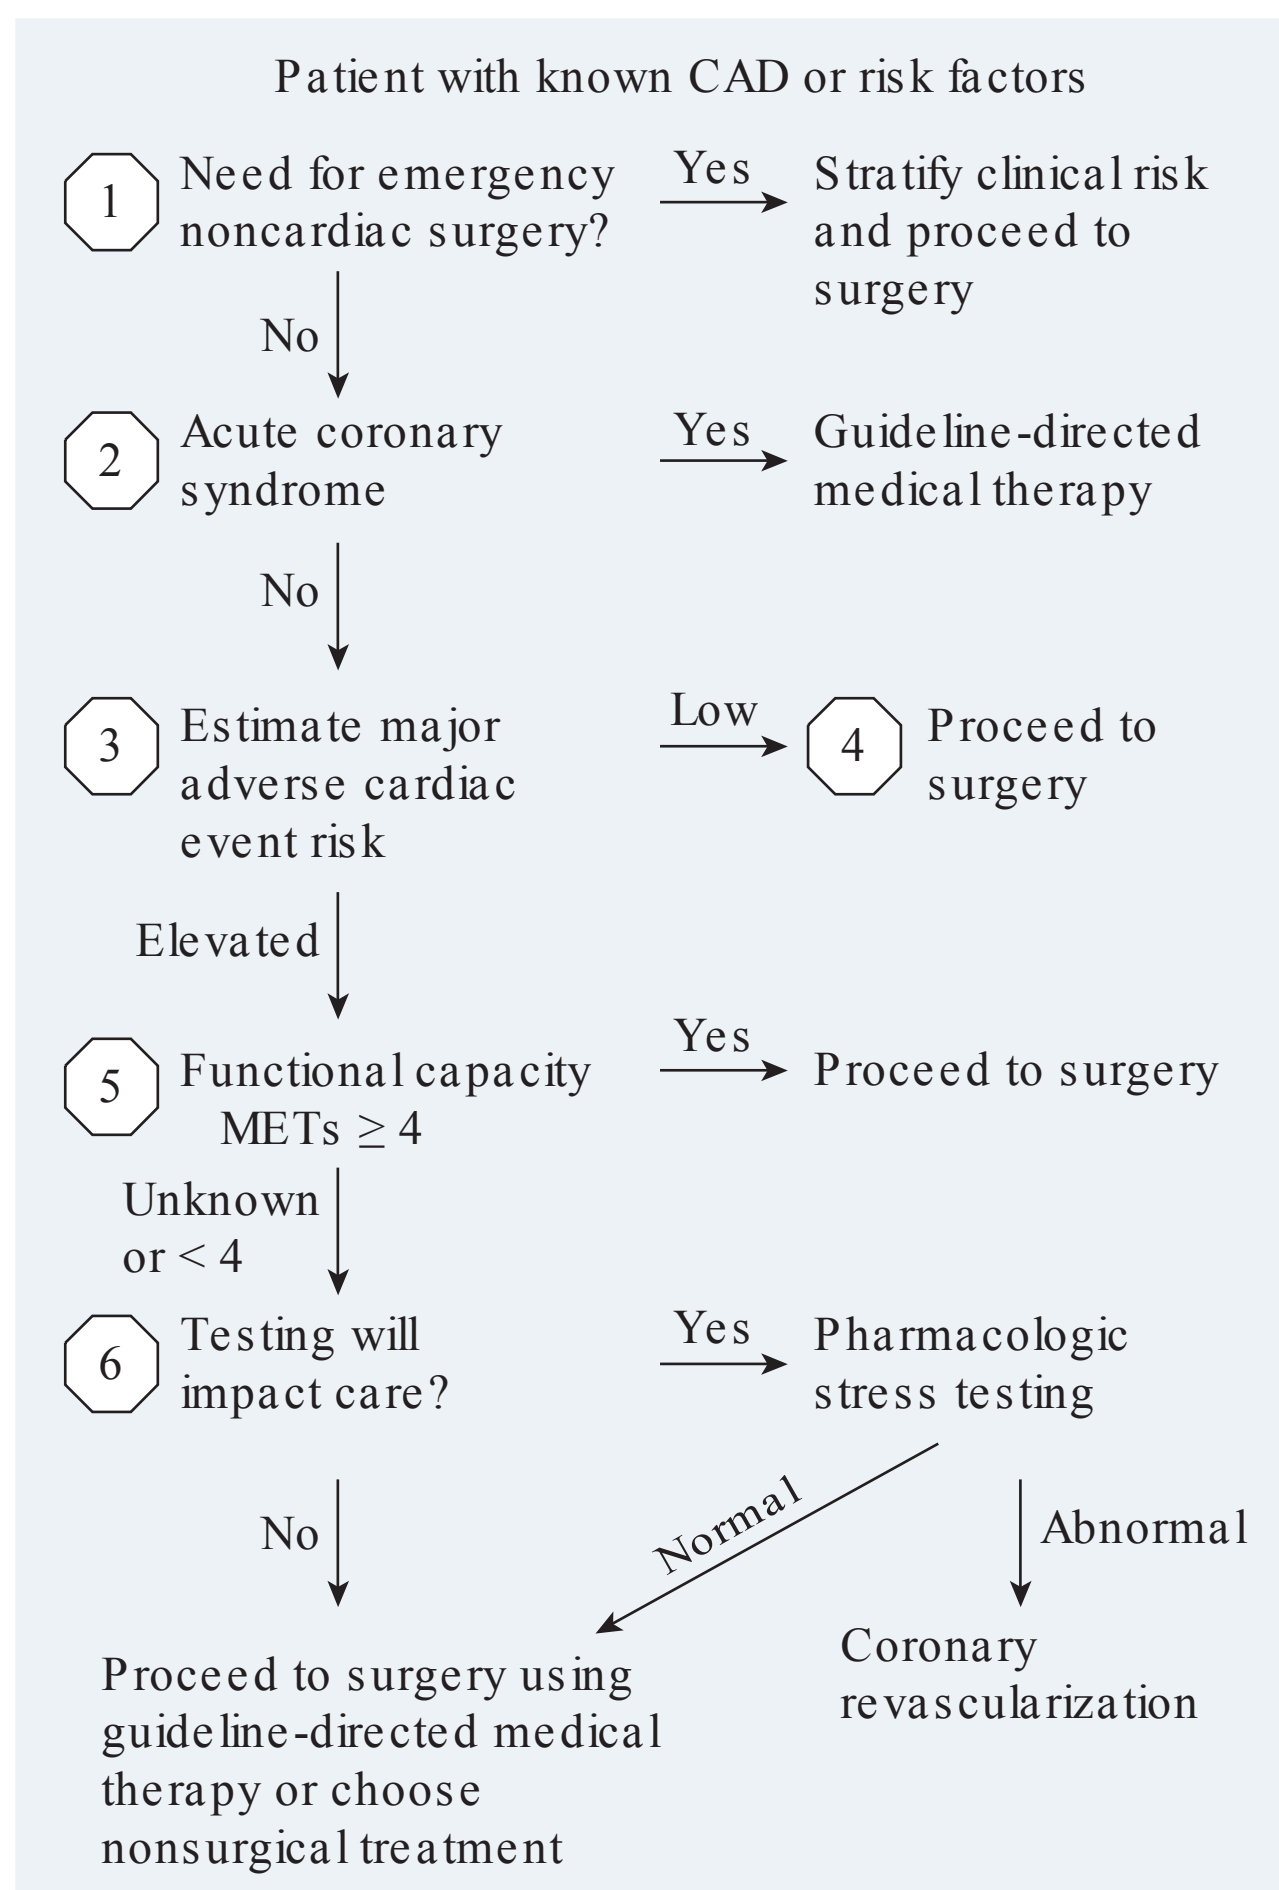 Patient with known CAD or risk factors
1
Need for emergency
noncardiac surgery?
Yes
Stratify clinical risk
and proceed to
surgery
No
2
Acute coronary
syndrome
Yes
Guideline-directed
medical therapy
No
3
Estimate major
adverse cardiac
event risk
Low
4
Proceed to
surgery
Elevated
5
Functional capacity
METs ≥ 4
Yes
Proceed to surgery
Unknown
or < 4
6
Testing will
impact care?
Yes
Pharmacologic
stress testing
No
Normal
Abnormal
Proceed to surgery using
guideline-directed medical
therapy or choose
nonsurgical treatment
Coronary
revascularization